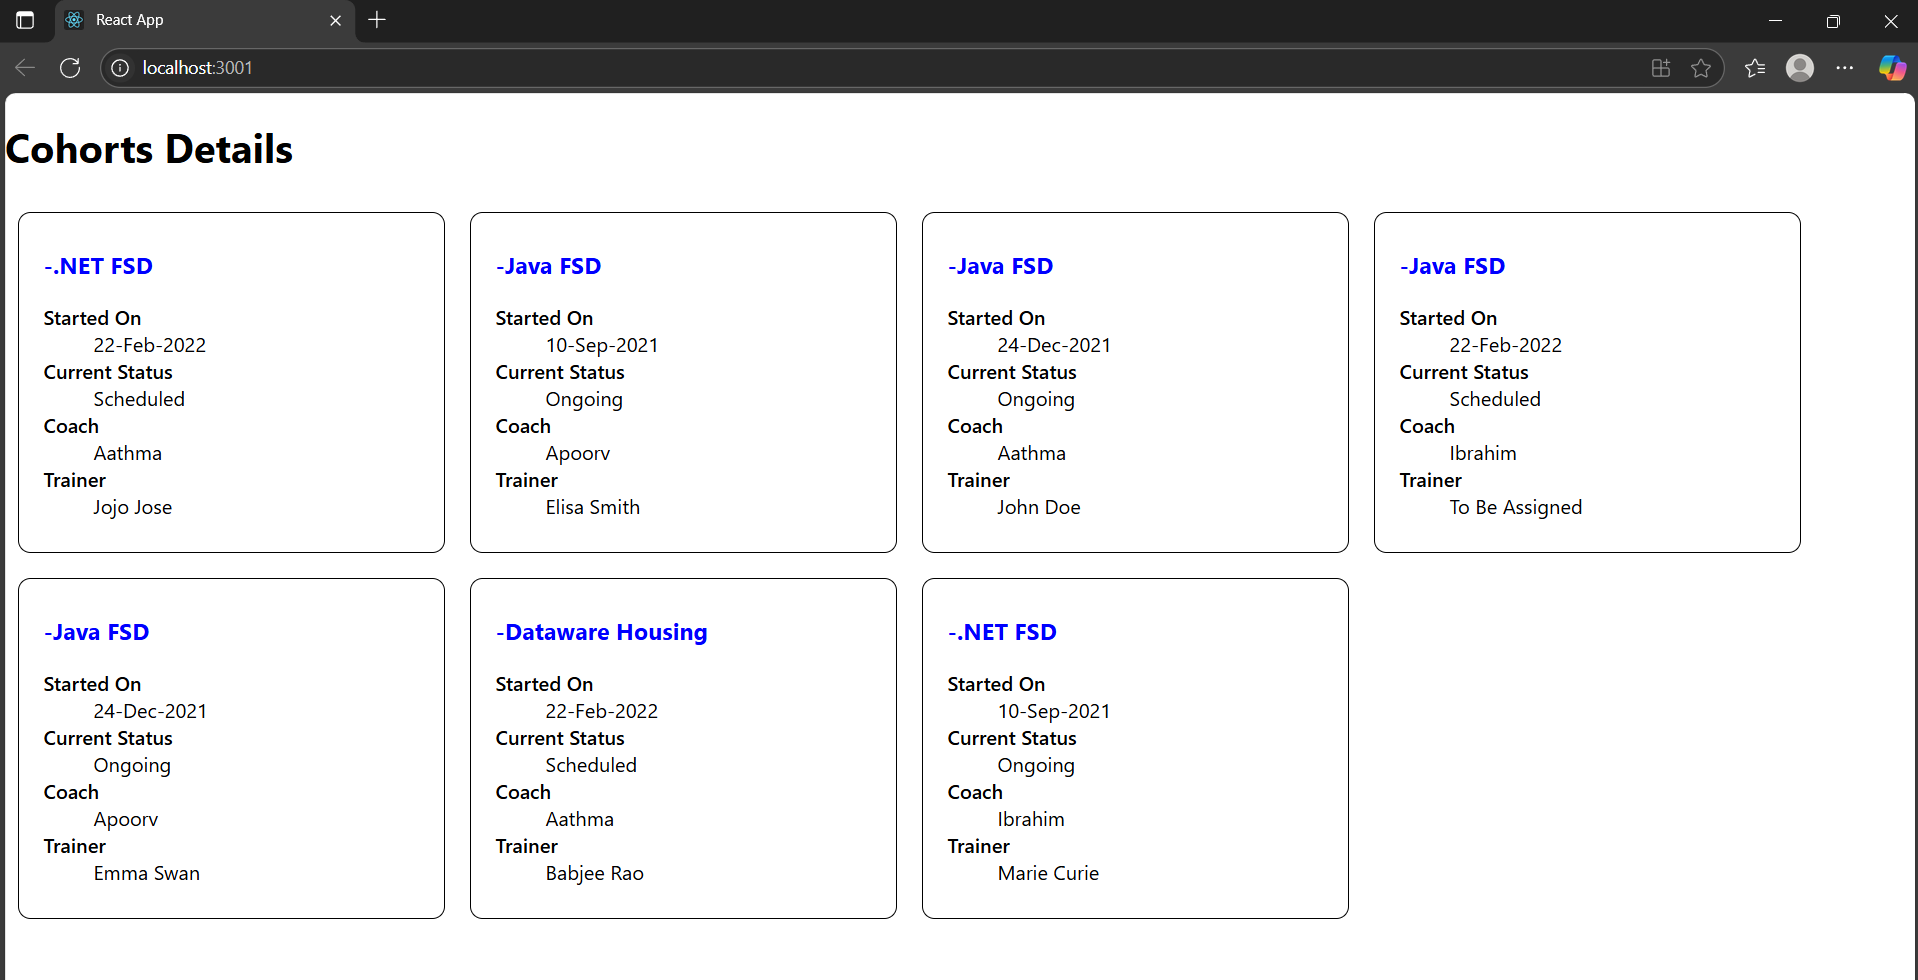 React App
localhost:3001
Cohorts Details
-.NET FSD
Started On
22-Feb-2022
Current Status
Scheduled
Coach
Aathma
Trainer
Jojo Jose
-Java FSD
Started On
10-Sep-2021
Current Status
Ongoing
Coach
Apoorv
Trainer
Elisa Smith
-Java FSD
Started On
24-Dec-2021
Current Status
Ongoing
Coach
Aathma
Trainer
John Doe
-Java FSD
Started On
22-Feb-2022
Current Status
Scheduled
Coach
Ibrahim
Trainer
To Be Assigned
-Java FSD
Started On
24-Dec-2021
Current Status
Ongoing
Coach
Apoorv
Trainer
Emma Swan
-Dataware Housing
Started On
22-Feb-2022
Current Status
Scheduled
Coach
Aathma
Trainer
Babjee Rao
-.NET FSD
Started On
10-Sep-2021
Current Status
Ongoing
Coach
Ibrahim
Trainer
Marie Curie